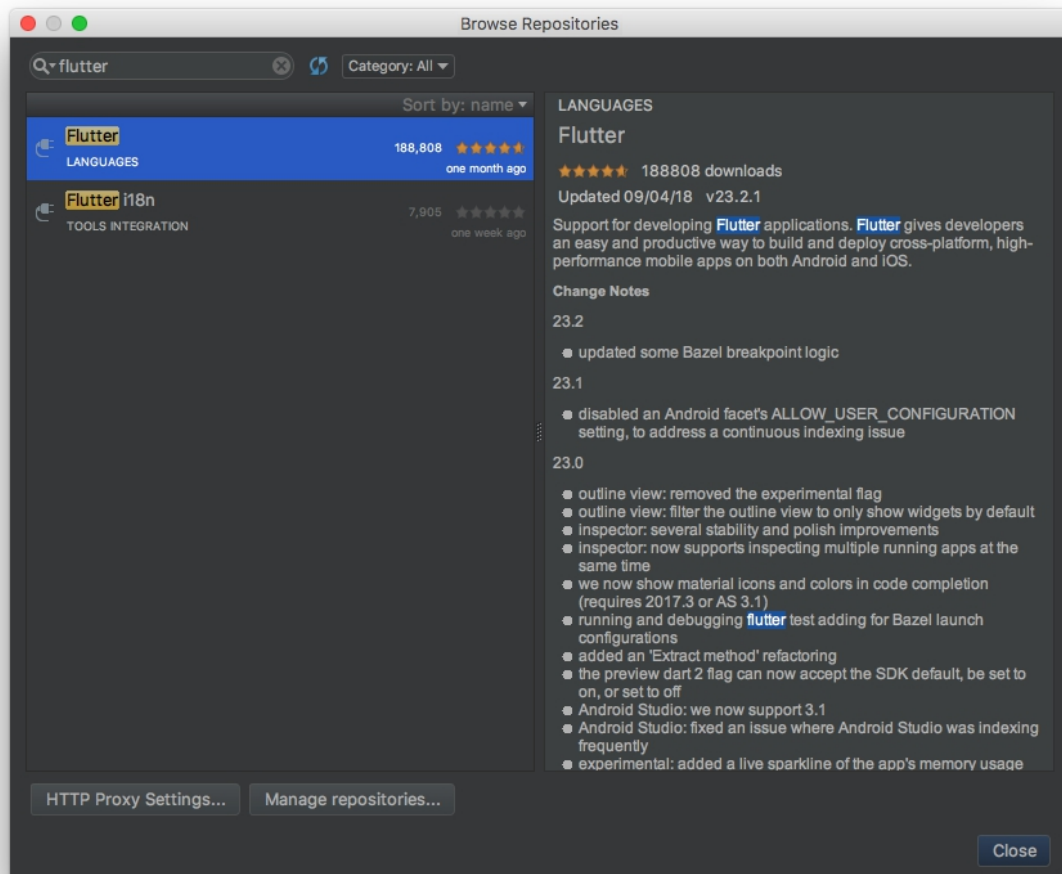 Browse Repositories
flutter
Category: All
Sort by: name
Flutter
LANGUAGES
188,808
one month ago
Flutter i18n
TOOLS INTEGRATION
7,905
one week ago
LANGUAGES
Flutter
188808 downloads
Updated 09/04/18 v23.2.1
Support for developing Flutter applications. Flutter gives developers
an easy and productive way to build and deploy cross-platform, high-
performance mobile apps on both Android and iOS.
Change Notes
23.2
updated some Bazel breakpoint logic
23.1
disabled an Android facet's ALLOW_USER_CONFIGURATION
setting, to address a continuous indexing issue
23.0
outline view: removed the experimental flag
outline view: filter the outline view to only show widgets by default
inspector: several stability and polish improvements
inspector: now supports inspecting multiple running apps at the
same time
we now show material icons and colors in code completion
(requires 2017.3 or AS 3.1)
running and debugging flutter test adding for Bazel launch
configurations
added an 'Extract method' refactoring
the preview dart 2 flag can now accept the SDK default, be set to
on, or set to off
Android Studio: we now support 3.1
Android Studio: fixed an issue where Android Studio was indexing
frequently
experimental: added a live sparkline of the app's memory usage
HTTP Proxy Settings...
Manage repositories...
Close